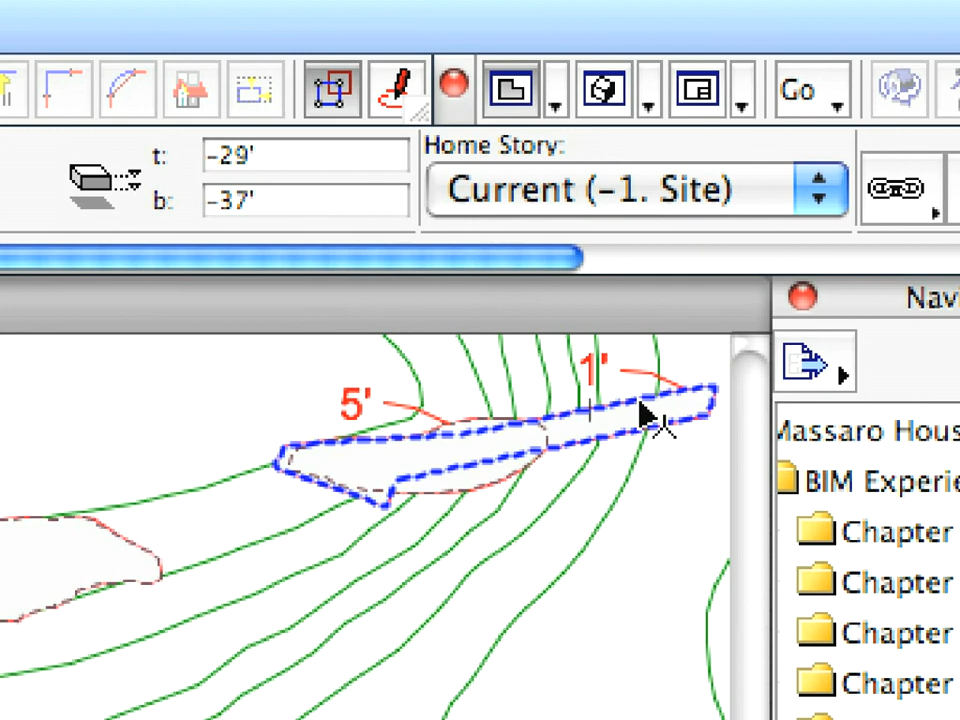 Go
t:
-29'
Home Story:
b:
-37'
Current (-1. Site)
Navi
1'
5'
Massaro Hous
BIM Experie
Chapter
Chapter
Chapter
Chapter